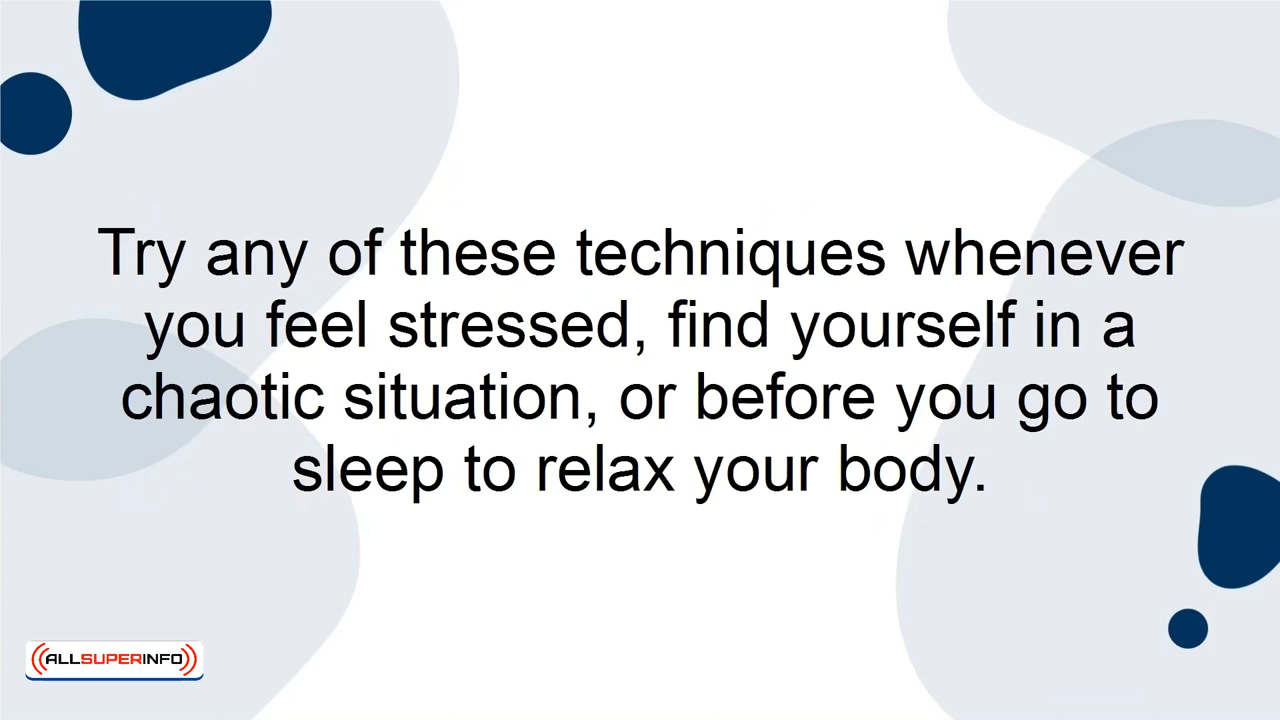 Try any of these techniques whenever
you feel stressed, find yourself in a
chaotic situation, or before you go to
sleep to relax your body.
ALLSUPERINFO